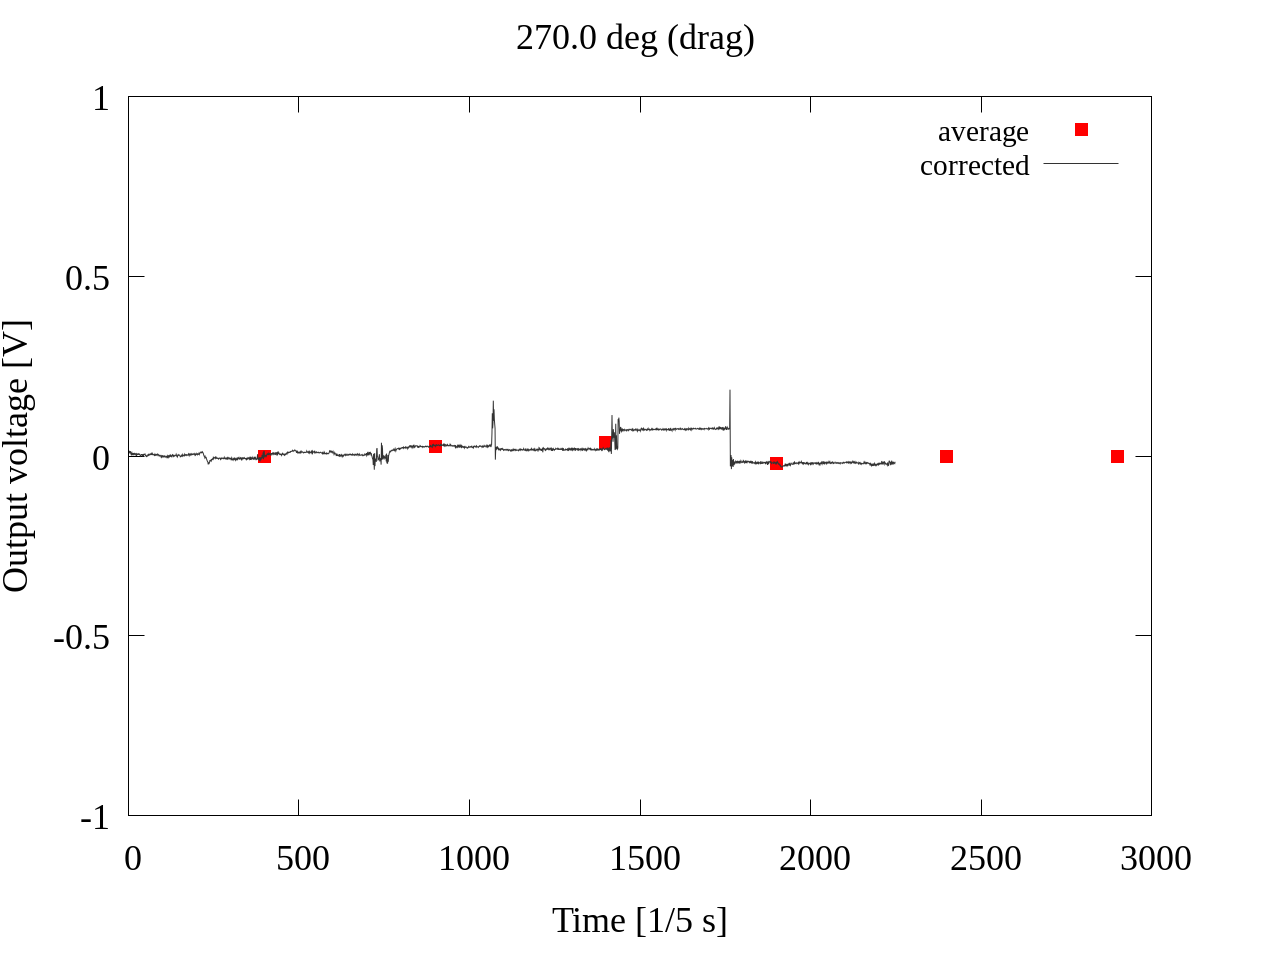 270.0 deg (drag)
1
average
corrected
0.5
0
-0.5
-1
Output voltage [V]
0 500 1000 1500 2000 2500 3000
Time [1/5 s]